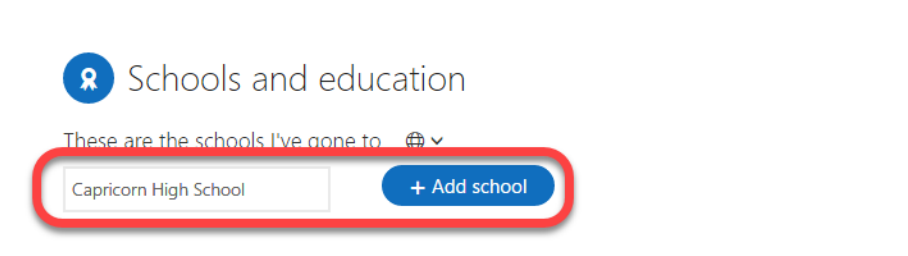 Schools and education
These are the schools I've gone to
Capricorn High School
+ Add school